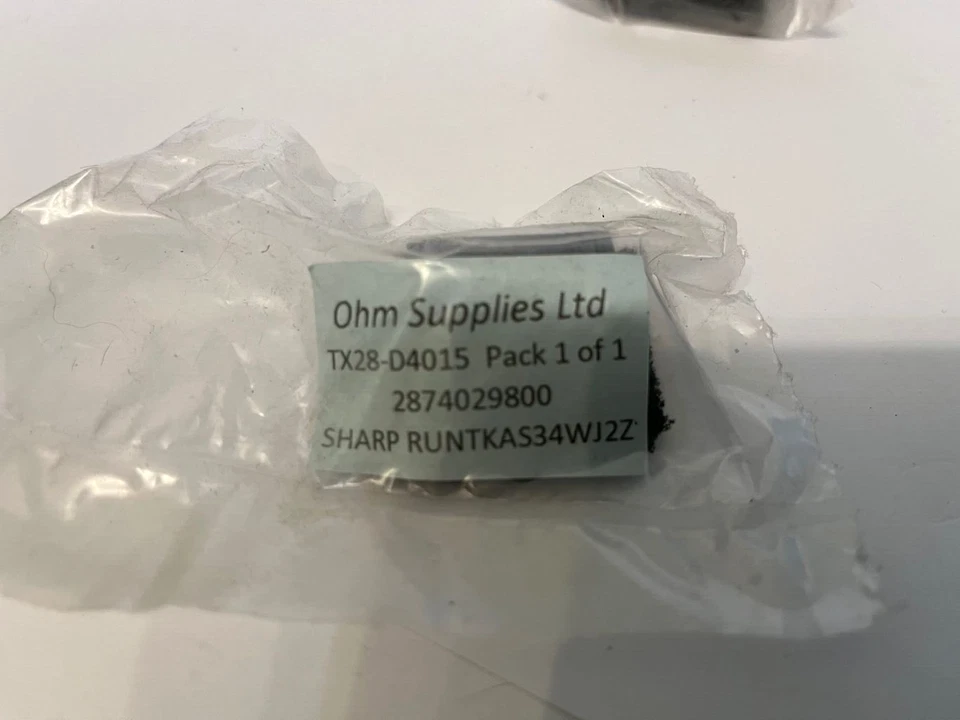 Ohm Supplies Ltd
TX28-D4015 Pack 1 of 1
2874029800
SHARP RUNTKAS34WJ2Z